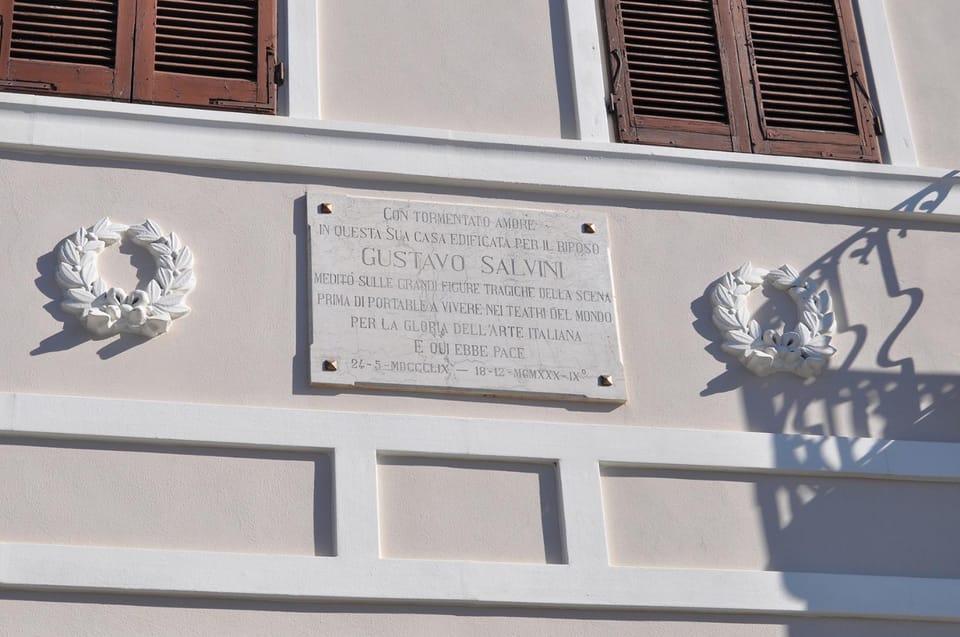 CON TORMENTATO AMORE
IN QUESTA SUA CASA EDIFICATA PER IL RIPOSO
GUSTAVO SALVINI
MEDITÒ SULLE GRANDI FIGURE TRAGICHE DELLA SCENA
PRIMA DI PORTARLE A VIVERE NEI TEATRI DEL MONDO
PER LA GLORIA DELL'ARTE ITALIANA
E QUI EBBE PACE
24-5-MDCCCLIX — 18-12-MCMXXX-IX°